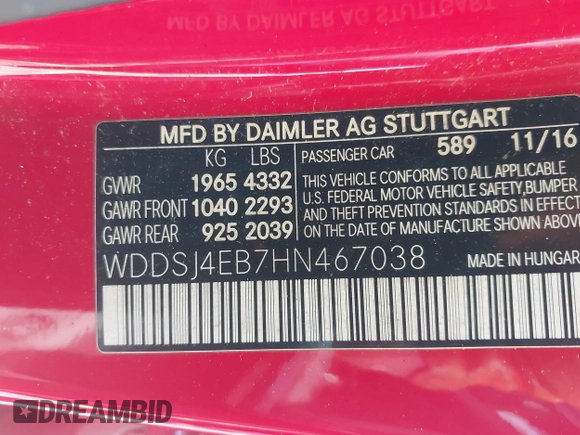 MFD BY DAIMLER AG STUTTGART
KG LBS PASSENGER CAR 589 11/16
GVWR 1965 4332
GAWR FRONT 1040 2293
GAWR REAR 925 2039
THIS VEHICLE CONFORMS TO ALL APPLICABLE
U.S. FEDERAL MOTOR VEHICLE SAFETY, BUMPER
AND THEFT PREVENTION STANDARDS IN EFFECT
ON THE DATE OF MANUFACTURE SHOWN ABOVE
WDDSJ4EB7HN467038
MADE IN HUNGAR
DREAMBID